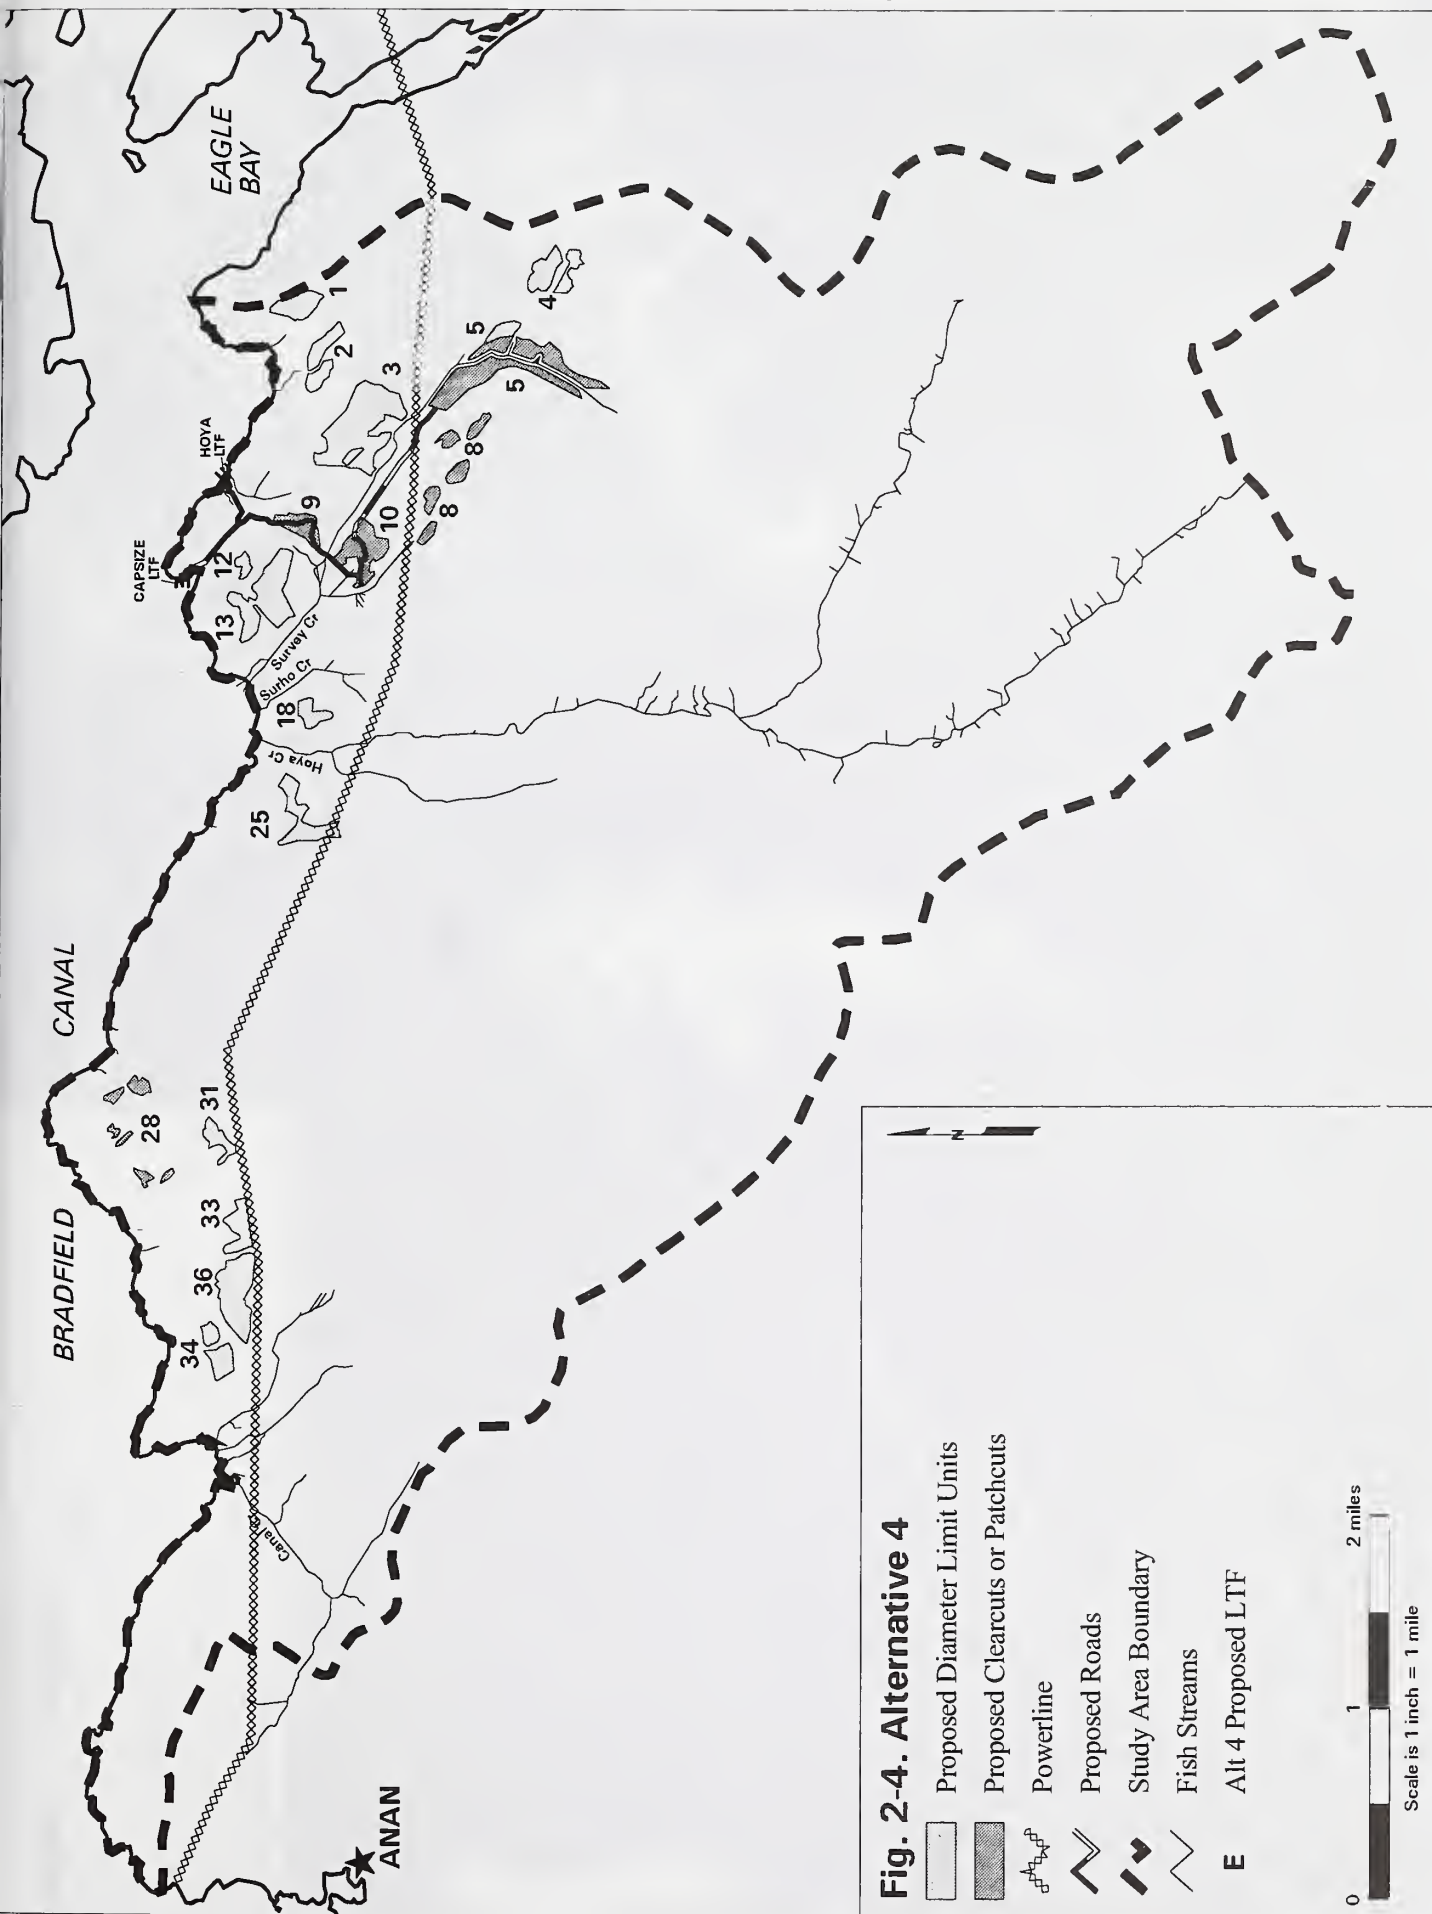 BRADFIELD CANAL
EAGLE
BAY
CAPSIZE
LTF
HOYA
LTF
1
2
3
4
5
5
8
8
9
10
12
13
Survey Cr
Surho Cr
18
Hoya Cr
25
28
31
33
36
34
Canal
ANAN
Fig. 2-4. Alternative 4
N
Proposed Diameter Limit Units
Proposed Clearcuts or Patchcuts
Powerline
Proposed Roads
Study Area Boundary
Fish Streams
E Alt 4 Proposed LTF
0 1 2 miles
Scale is 1 inch = 1 mile